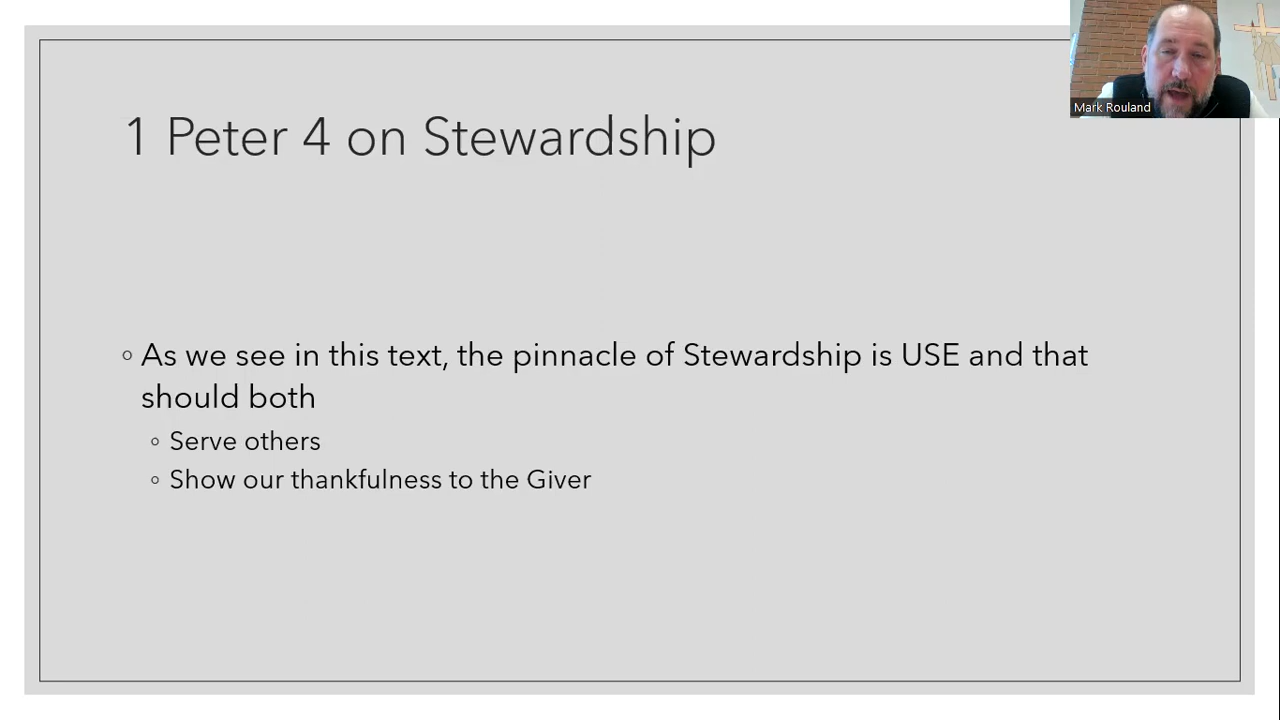 Mark Rouland
1 Peter 4 on Stewardship
◦ As we see in this text, the pinnacle of Stewardship is USE and that
should both
◦ Serve others
◦ Show our thankfulness to the Giver